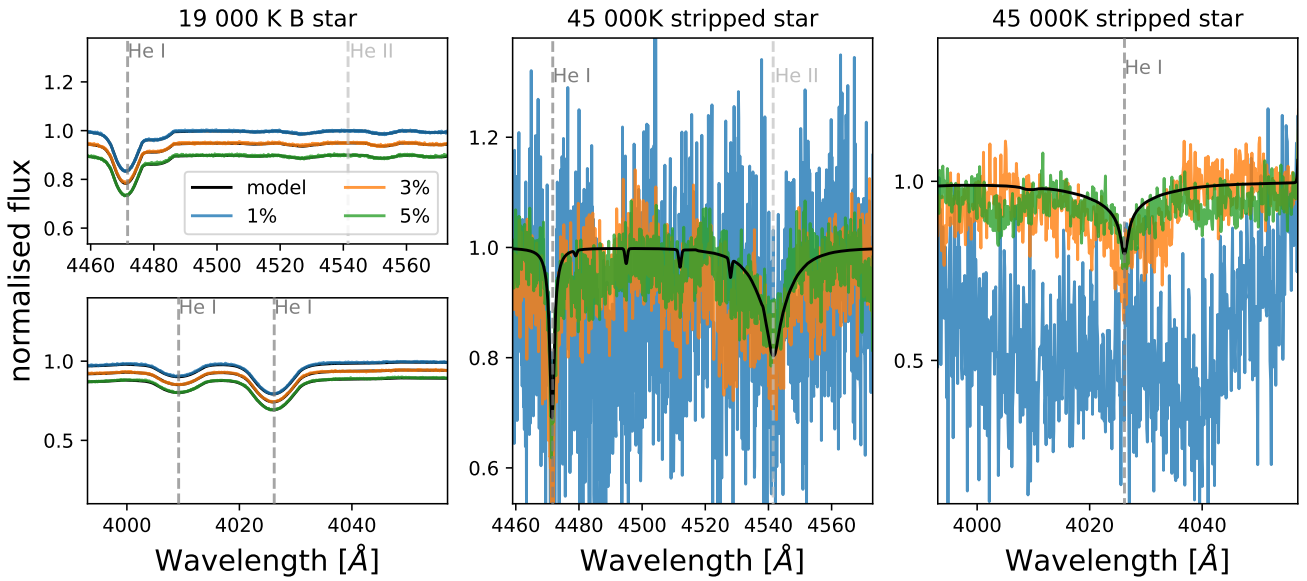 19 000 K B star
45 000K stripped star
45 000K stripped star
normalised flux
1.2
1.0
0.8
0.6
He I
He II
model
1%
3%
5%
4460 4480 4500 4520 4540 4560
1.0
0.5
He I
He I
4000 4020 4040
Wavelength [Å]
1.2
1.0
0.8
0.6
He I
He II
4460 4480 4500 4520 4540 4560
Wavelength [Å]
1.0
0.5
He I
4000 4020 4040
Wavelength [Å]